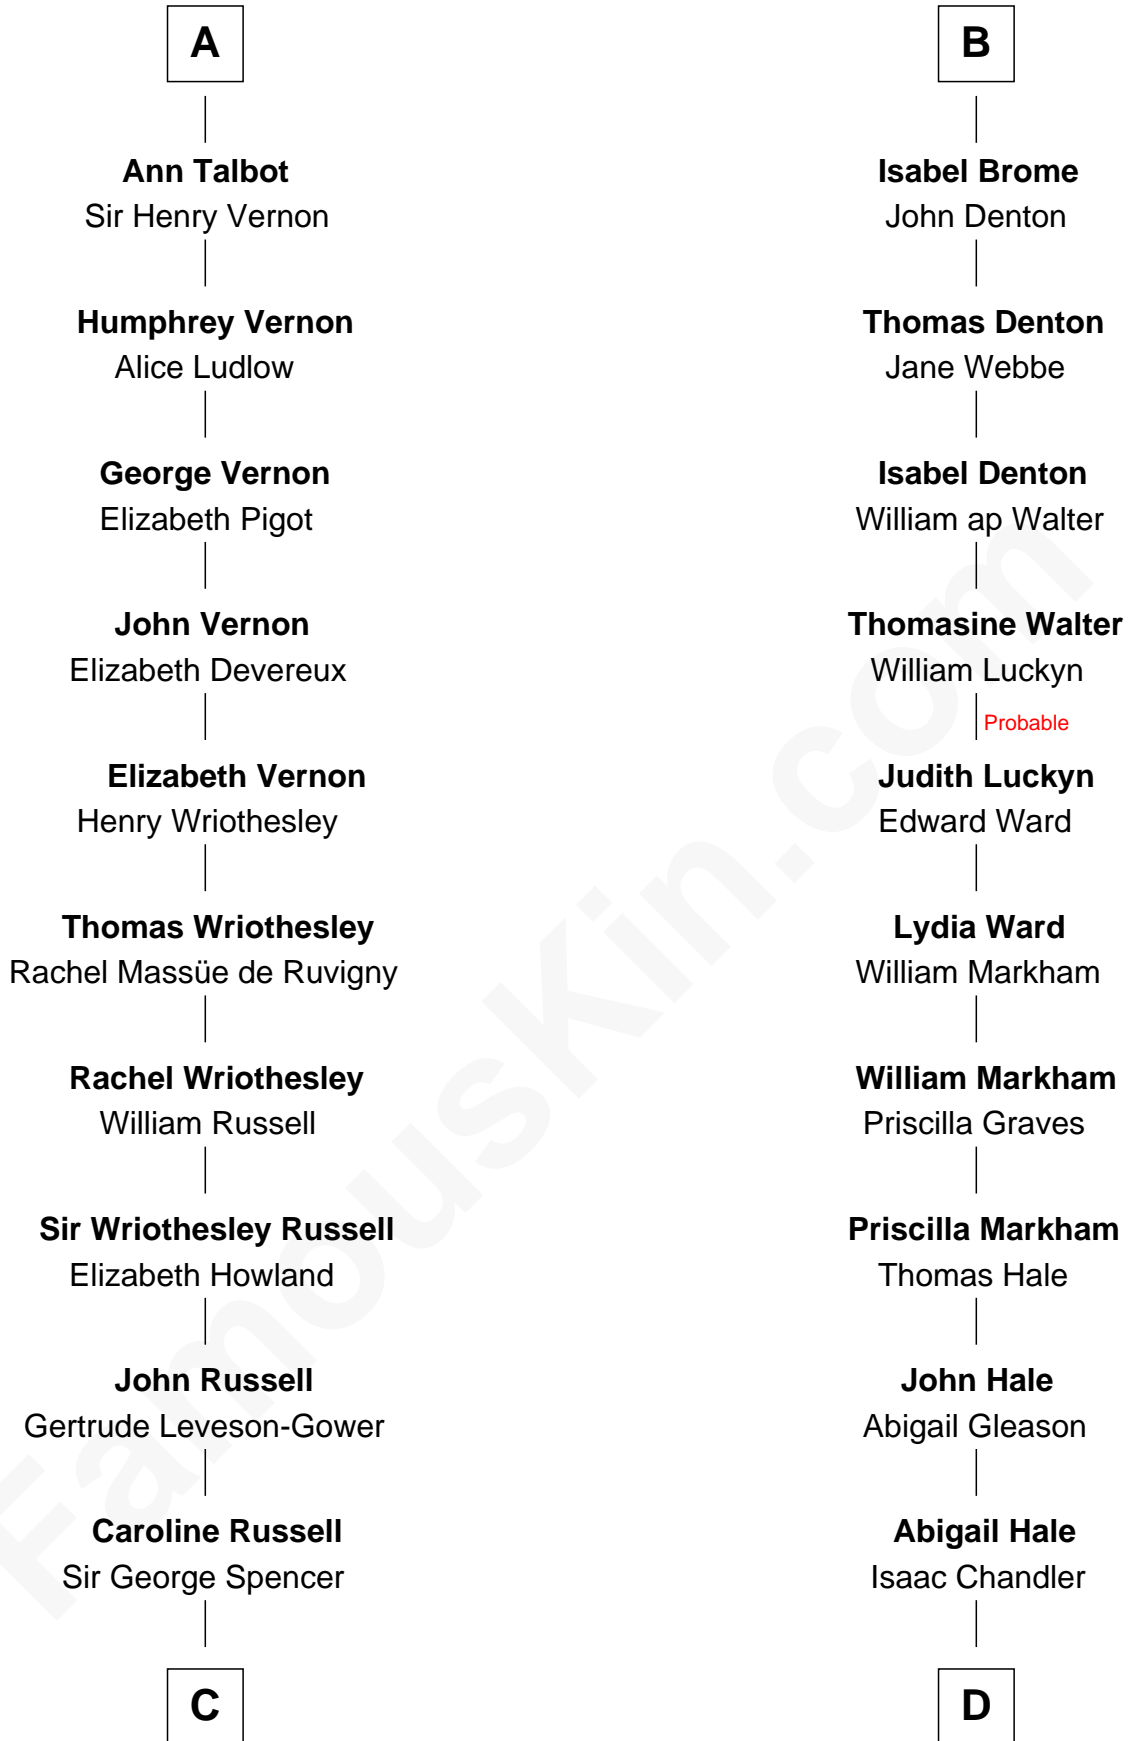 A
Ann Talbot
Sir Henry Vernon
Humphrey Vernon
Alice Ludlow
George Vernon
Elizabeth Pigot
John Vernon
Elizabeth Devereux
Elizabeth Vernon
Henry Wriothesley
Thomas Wriothesley
Rachel Massüe de Ruvigny
Rachel Wriothesley
William Russell
Sir Wriothesley Russell
Elizabeth Howland
John Russell
Gertrude Leveson-Gower
Caroline Russell
Sir George Spencer
C
B
Isabel Brome
John Denton
Thomas Denton
Jane Webbe
Isabel Denton
William ap Walter
Thomasine Walter
William Luckyn
Probable
Judith Luckyn
Edward Ward
Lydia Ward
William Markham
William Markham
Priscilla Graves
Priscilla Markham
Thomas Hale
John Hale
Abigail Gleason
Abigail Hale
Isaac Chandler
D
FamousKin.com